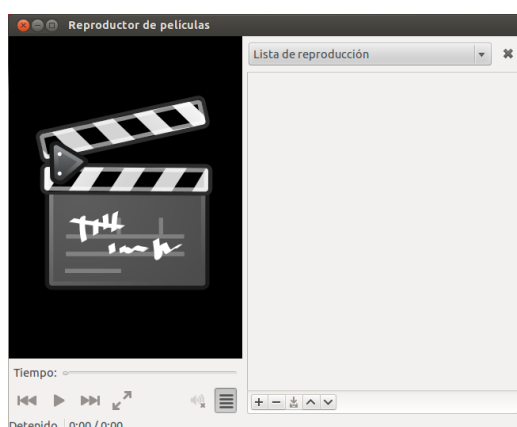 Reproductor de películas
Lista de reproducción
Tiempo:
Detenido 0:00 / 0:00